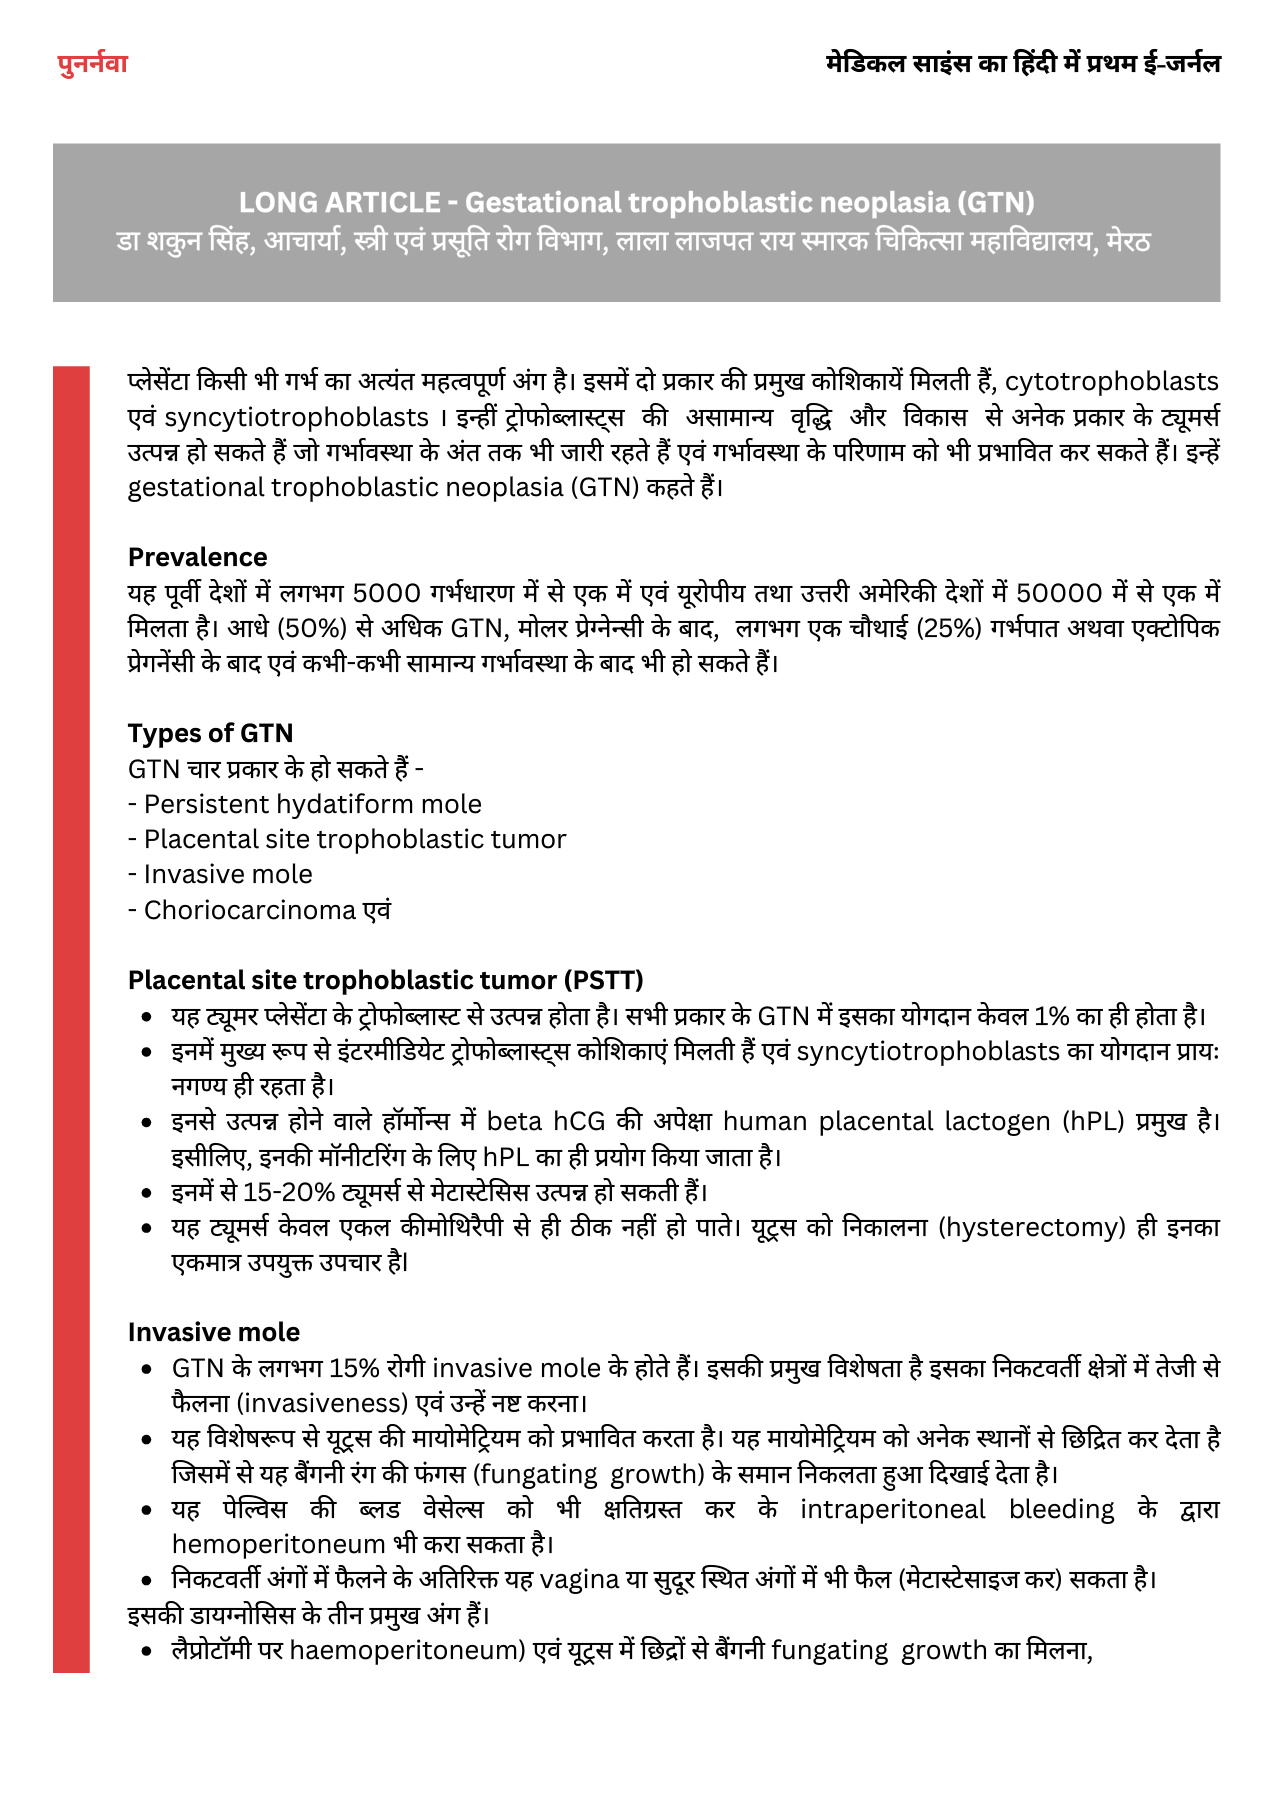 पुनर्नवा
मेडिकल साइंस का हिंदी में प्रथम ई-जर्नल
LONG ARTICLE - Gestational trophoblastic neoplasia (GTN)
डा शकुन सिंह, आचार्या, स्त्री एवं प्रसूति रोग विभाग, लाला लाजपत राय स्मारक चिकित्सा महाविद्यालय, मेरठ
प्लेसेंटा किसी भी गर्भ का अत्यंत महत्वपूर्ण अंग है। इसमें दो प्रकार की प्रमुख कोशिकायें मिलती हैं, cytotrophoblasts
एवं syncytiotrophoblasts । इन्हीं ट्रोफोब्लास्ट्स की असामान्य वृद्धि और विकास से अनेक प्रकार के ट्यूमर्स
उत्पन्न हो सकते हैं जो गर्भावस्था के अंत तक भी जारी रहते हैं एवं गर्भावस्था के परिणाम को भी प्रभावित कर सकते हैं। इन्हें
gestational trophoblastic neoplasia (GTN) कहते हैं।
Prevalence
यह पूर्वी देशों में लगभग 5000 गर्भधारण में से एक में एवं यूरोपीय तथा उत्तरी अमेरिकी देशों में 50000 में से एक में
मिलता है। आधे (50%) से अधिक GTN, मोलर प्रेग्नेन्सी के बाद, लगभग एक चौथाई (25%) गर्भपात अथवा एक्टोपिक
प्रेगनेंसी के बाद एवं कभी-कभी सामान्य गर्भावस्था के बाद भी हो सकते हैं।
Types of GTN
GTN चार प्रकार के हो सकते हैं -
- Persistent hydatiform mole
- Placental site trophoblastic tumor
- Invasive mole
- Choriocarcinoma एवं
Placental site trophoblastic tumor (PSTT)
• यह ट्यूमर प्लेसेंटा के ट्रोफोब्लास्ट से उत्पन्न होता है। सभी प्रकार के GTN में इसका योगदान केवल 1% का ही होता है।
• इनमें मुख्य रूप से इंटरमीडियेट ट्रोफोब्लास्ट्स कोशिकाएं मिलती हैं एवं syncytiotrophoblasts का योगदान प्रायः
नगण्य ही रहता है।
• इनसे उत्पन्न होने वाले हॉर्मोन्स में beta hCG की अपेक्षा human placental lactogen (hPL) प्रमुख है।
इसीलिए, इनकी मॉनीटरिंग के लिए hPL का ही प्रयोग किया जाता है।
• इनमें से 15-20% ट्यूमर्स से मेटास्टेसिस उत्पन्न हो सकती हैं।
• यह ट्यूमर्स केवल एकल कीमोथिरैपी से ही ठीक नहीं हो पाते। यूट्रस को निकालना (hysterectomy) ही इनका
एकमात्र उपयुक्त उपचार है।
Invasive mole
• GTN के लगभग 15% रोगी invasive mole के होते हैं। इसकी प्रमुख विशेषता है इसका निकटवर्ती क्षेत्रों में तेजी से
फैलना (invasiveness) एवं उन्हें नष्ट करना।
• यह विशेषरूप से यूट्रस की मायोमेट्रियम को प्रभावित करता है। यह मायोमेट्रियम को अनेक स्थानों से छिद्रित कर देता है
जिसमें से यह बैंगनी रंग की फंगस (fungating growth) के समान निकलता हुआ दिखाई देता है।
• यह पेल्विस की ब्लड वेसेल्स को भी क्षतिग्रस्त कर के intraperitoneal bleeding के द्वारा
hemoperitoneum भी करा सकता है।
• निकटवर्ती अंगों में फैलने के अतिरिक्त यह vagina या सुदूर स्थित अंगों में भी फैल (मेटास्टेसाइज कर) सकता है।
इसकी डायग्नोसिस के तीन प्रमुख अंग हैं।
• लैप्रोटॉमी पर haemoperitoneum) एवं यूट्रस में छिद्रों से बैंगनी fungating growth का मिलना,